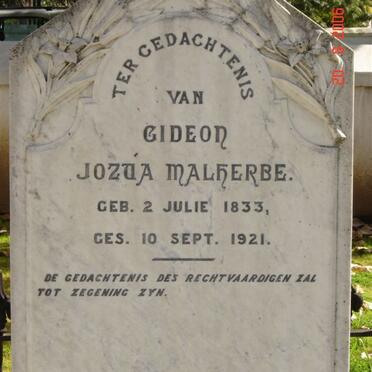 TER GEDACHTENIS
VAN
GIDEON
JOZUA MALHERBE.
GEB. 2 JULIE 1833,
GES. 10 SEPT. 1921.
DE GEDACHTENIS DES RECHTVAARDIGEN ZAL
TOT ZEGENING ZYN.
20 8 2006